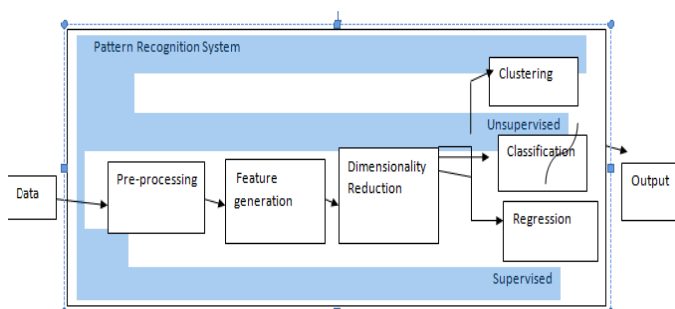 Pattern Recognition System
Clustering
Unsupervised
Data
Pre-processing
Feature
generation
Dimensionality
Reduction
Classification
Output
Regression
Supervised